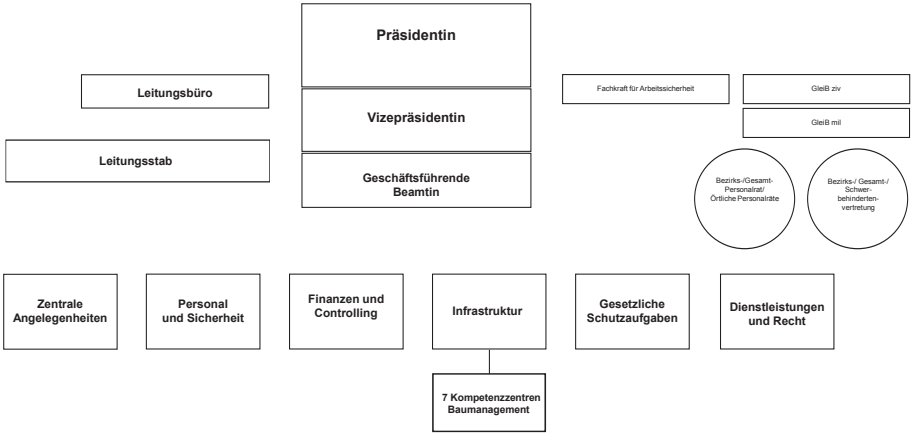 Präsidentin
Leitungsbüro
Fachkraft für Arbeitssicherheit
GleiB ziv
Vizepräsidentin
GleiB mil
Leitungsstab
Geschäftsführende
Beamtin
Bezirks-/Gesamt-
Personalrat/
Örtliche Personalräte
Bezirks-/ Gesamt-/
Schwer-
behinderten-
vertretung
Zentrale
Angelegenheiten
Personal
und Sicherheit
Finanzen und
Controlling
Infrastruktur
Gesetzliche
Schutzaufgaben
Dienstleistungen
und Recht
7 Kompetenzzentren
Baumanagement